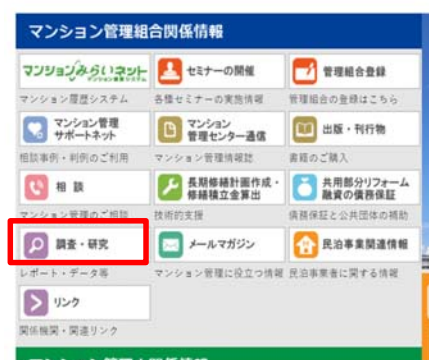 マンション管理組合関係情報
マンションみらいネット
セミナーの開催
管理組合登録
マンション履歴システム
各種セミナーの実施情報
管理組合の登録はこちら
マンション管理
サポートネット
マンション
管理センター通信
出版・刊行物
相談事例・判例のご利用
マンション管理情報誌
書籍のご購入
相 談
長期修繕計画作成・
修繕積立金算出
共用部分リフォーム
融資の債務保証
マンション管理のご相談
技術的支援
債務保証と公共団体の補助
調査・研究
メールマガジン
民泊事業関連情報
レポート・データ等
マンション管理に役立つ情報
民泊事業者に関する情報
リンク
関係機関・関連リンク